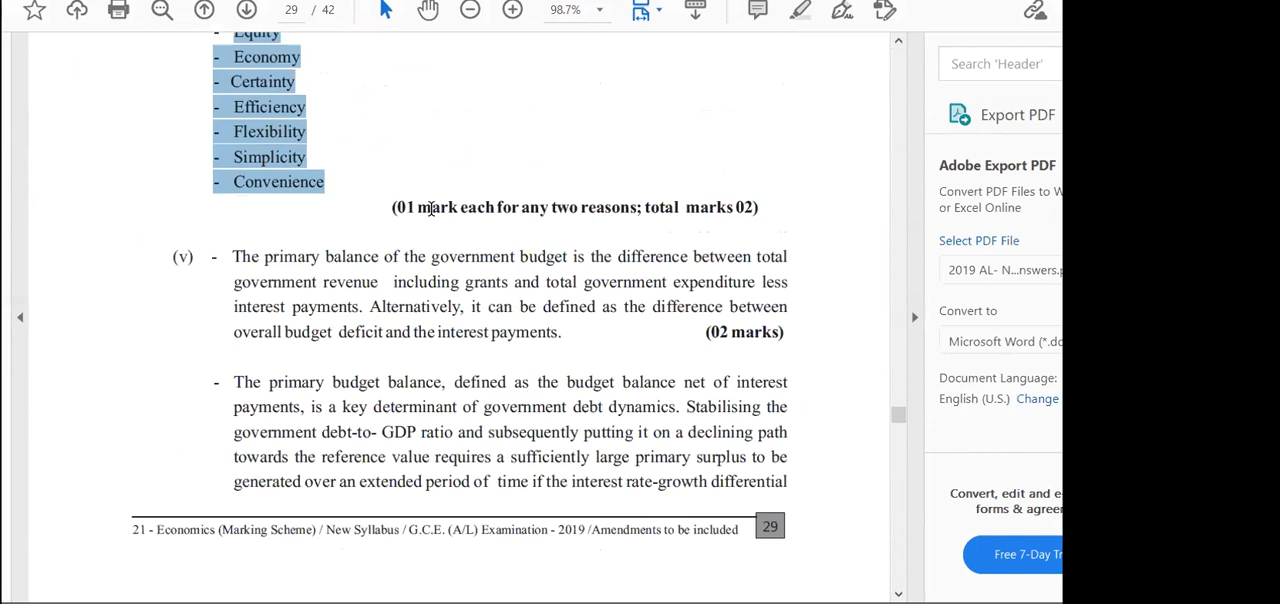 29 / 42
98.7%
- Equity
- Economy
- Certainty
- Efficiency
- Flexibility
- Simplicity
- Convenience
(01 mark each for any two reasons; total marks 02)
(v) - The primary balance of the government budget is the difference between total
government revenue including grants and total government expenditure less
interest payments. Alternatively, it can be defined as the difference between
overall budget deficit and the interest payments. (02 marks)
- The primary budget balance, defined as the budget balance net of interest
payments, is a key determinant of government debt dynamics. Stabilising the
government debt-to- GDP ratio and subsequently putting it on a declining path
towards the reference value requires a sufficiently large primary surplus to be
generated over an extended period of time if the interest rate-growth differential
21 - Economics (Marking Scheme) / New Syllabus / G.C.E. (A/L) Examination - 2019 /Amendments to be included 29
Search 'Header'
Export PDF
Adobe Export PDF
Convert PDF Files to W
or Excel Online
Select PDF File
2019 AL- N...nswers.p
Convert to
Microsoft Word (*.do
Document Language:
English (U.S.) Change
Convert, edit and e
forms & agreer
Free 7-Day Tr